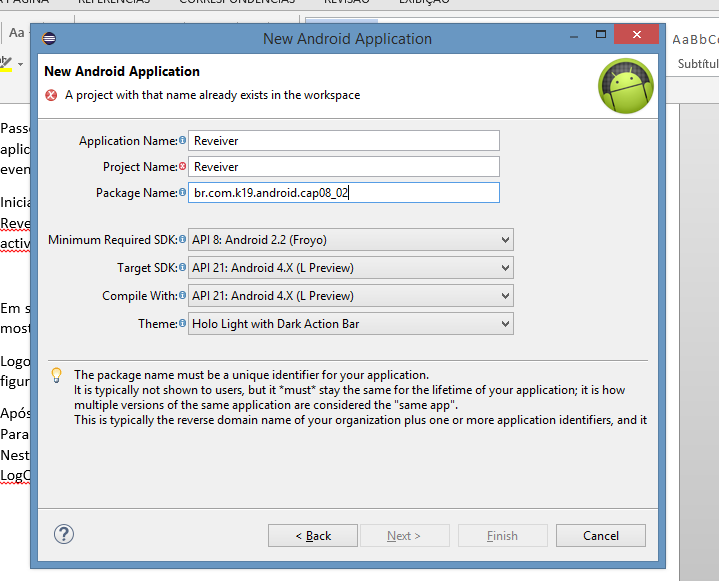 REFERÊNCIAS CORRESPONDÊNCIAS REVISÃO EXIBIÇÃO
New Android Application
Aa
AaBbCc
Subtítul
New Android Application
A project with that name already exists in the workspace
Application Name: Reveiver
Project Name: Reveiver
Package Name: br.com.k19.android.cap08_02
Minimum Required SDK: API 8: Android 2.2 (Froyo)
Target SDK: API 21: Android 4.X (L Preview)
Compile With: API 21: Android 4.X (L Preview)
Theme: Holo Light with Dark Action Bar
The package name must be a unique identifier for your application.
It is typically not shown to users, but it *must* stay the same for the lifetime of your application; it is how
multiple versions of the same application are considered the "same app".
This is typically the reverse domain name of your organization plus one or more application identifiers, and it
? < Back Next > Finish Cancel
Passo
aplic
even
Inicia
Reve
activ
Em s
most
Logo
figur
Após
Para
Nest
LogC